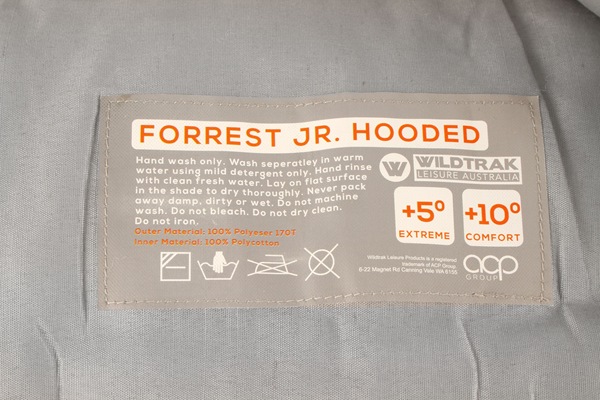 FORREST JR. HOODED
Hand wash only. Wash seperatley in warm
water using mild detergent only. Hand rinse
with clean fresh water. Lay on flat surface
in the shade to dry thoroughly. Never pack
away damp, dirty or wet. Do not machine
wash. Do not bleach. Do not dry clean.
Do not iron.
Outer Material: 100% Polyeser 170T
Inner Material: 100% Polycotton
W WILDTRAK
LEISURE AUSTRALIA
+5º
EXTREME
+10º
COMFORT
Wildtrak Leisure Products is a registered
trademark of ACP Group
6-22 Magnet Rd Canning Vale WA 6155
acp
GROUP